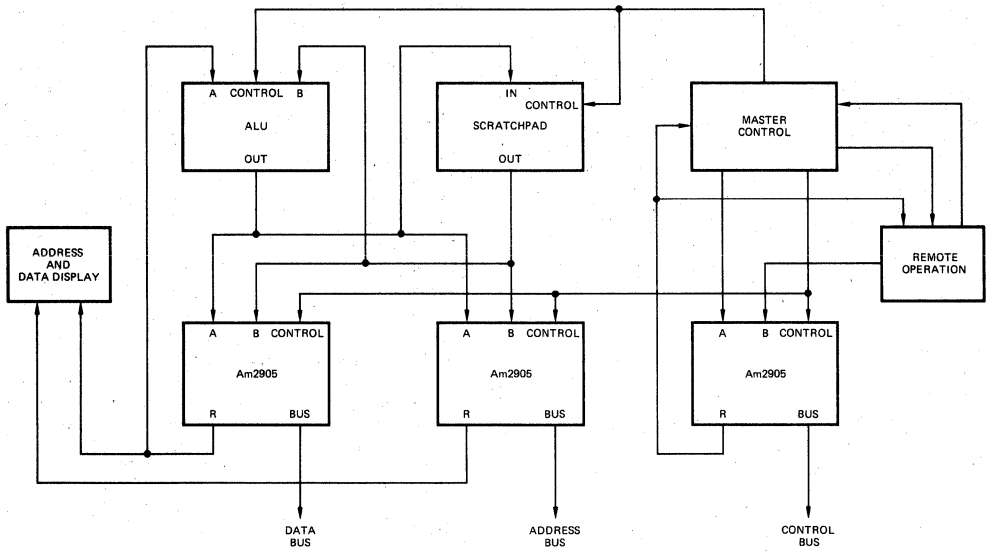 A CONTROL B
ALU
OUT
IN
CONTROL
SCRATCHPAD
OUT
MASTER
CONTROL
ADDRESS
AND
DATA DISPLAY
REMOTE
OPERATION
A B CONTROL
Am2905
R BUS
A B CONTROL
Am2905
R BUS
A B CONTROL
Am2905
R BUS
DATA
BUS
ADDRESS
BUS
CONTROL
BUS